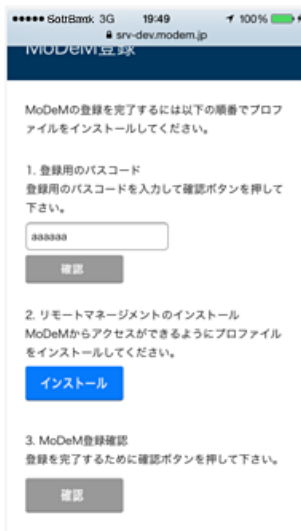 ●●●●● SoftBank 3G 19:49 100%
srv-dev.modem.jp
MoDeM登録
MoDeMの登録を完了するには以下の順番でプロフ
ァイルをインストールしてください。
1. 登録用のパスコード
登録用のパスコードを入力して確認ボタンを押して
下さい。
aaaaaa
確認
2. リモートマネージメントのインストール
MoDeMからアクセスができるようにプロファイル
をインストールしてください。
インストール
3. MoDeM登録確認
登録を完了するために確認ボタンを押して下さい。
確認